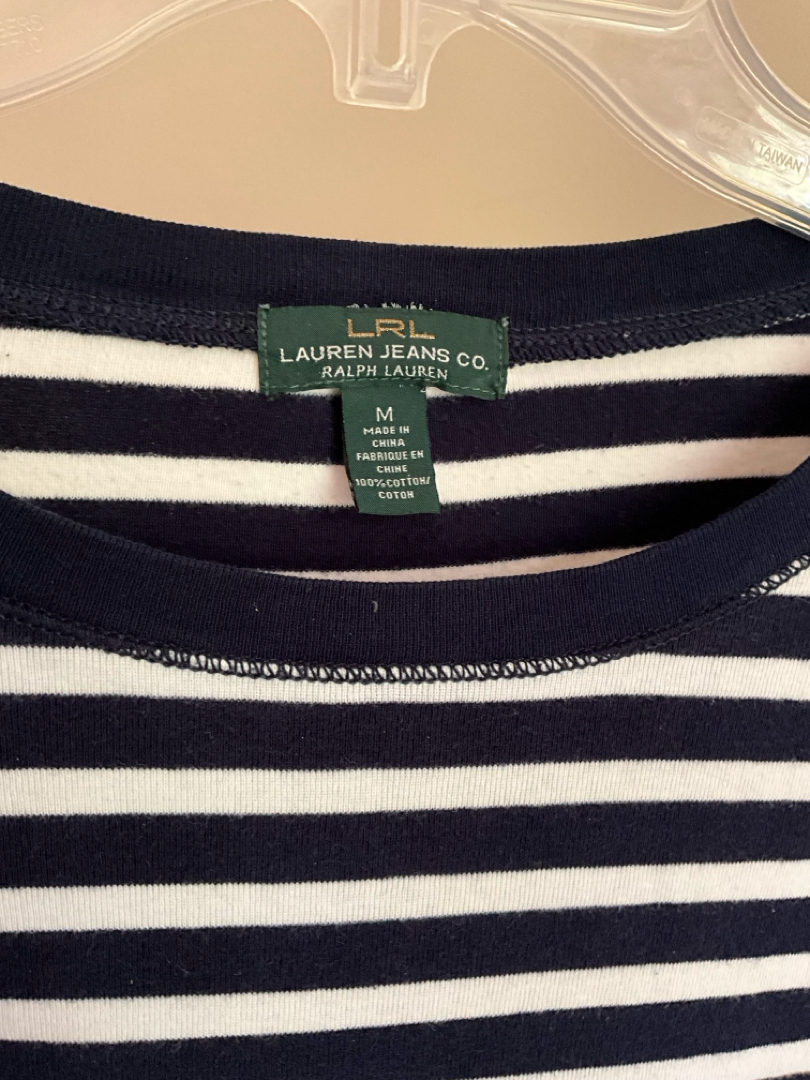 TAIWAN
LRL
LAUREN JEANS CO.
RALPH LAUREN
M
MADE IN
CHINA
FABRIQUE EN
CHINE
100%COTTON/
COTON